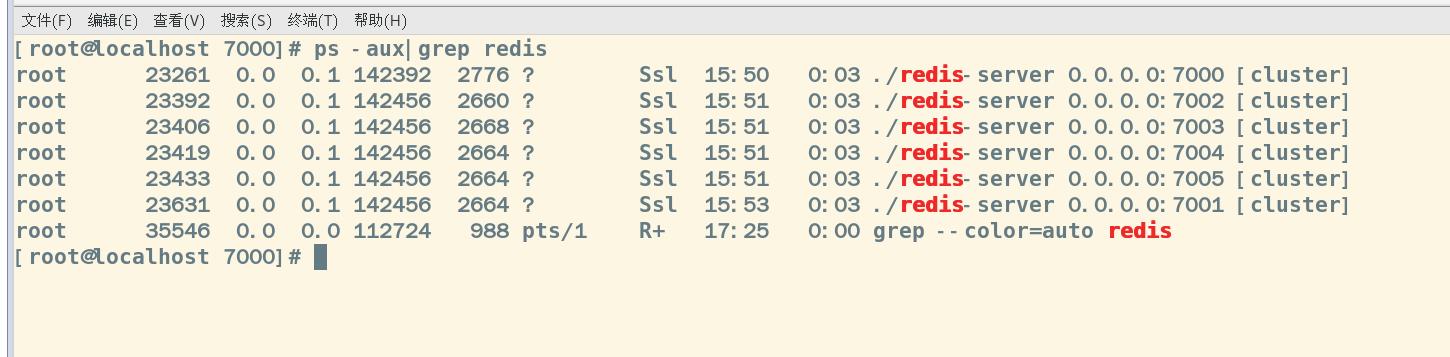 文件(F) 编辑(E) 查看(V) 搜索(S) 终端(T) 帮助(H)
[root@localhost 7000]# ps -aux|grep redis
root 23261 0.0 0.1 142392 2776 ? Ssl 15:50 0:03 ./redis-server 0.0.0.0:7000 [cluster]
root 23392 0.0 0.1 142456 2660 ? Ssl 15:51 0:03 ./redis-server 0.0.0.0:7002 [cluster]
root 23406 0.0 0.1 142456 2668 ? Ssl 15:51 0:03 ./redis-server 0.0.0.0:7003 [cluster]
root 23419 0.0 0.1 142456 2664 ? Ssl 15:51 0:03 ./redis-server 0.0.0.0:7004 [cluster]
root 23433 0.0 0.1 142456 2664 ? Ssl 15:51 0:03 ./redis-server 0.0.0.0:7005 [cluster]
root 23631 0.0 0.1 142456 2664 ? Ssl 15:53 0:03 ./redis-server 0.0.0.0:7001 [cluster]
root 35546 0.0 0.0 112724 988 pts/1 R+ 17:25 0:00 grep --color=auto redis
[root@localhost 7000]#